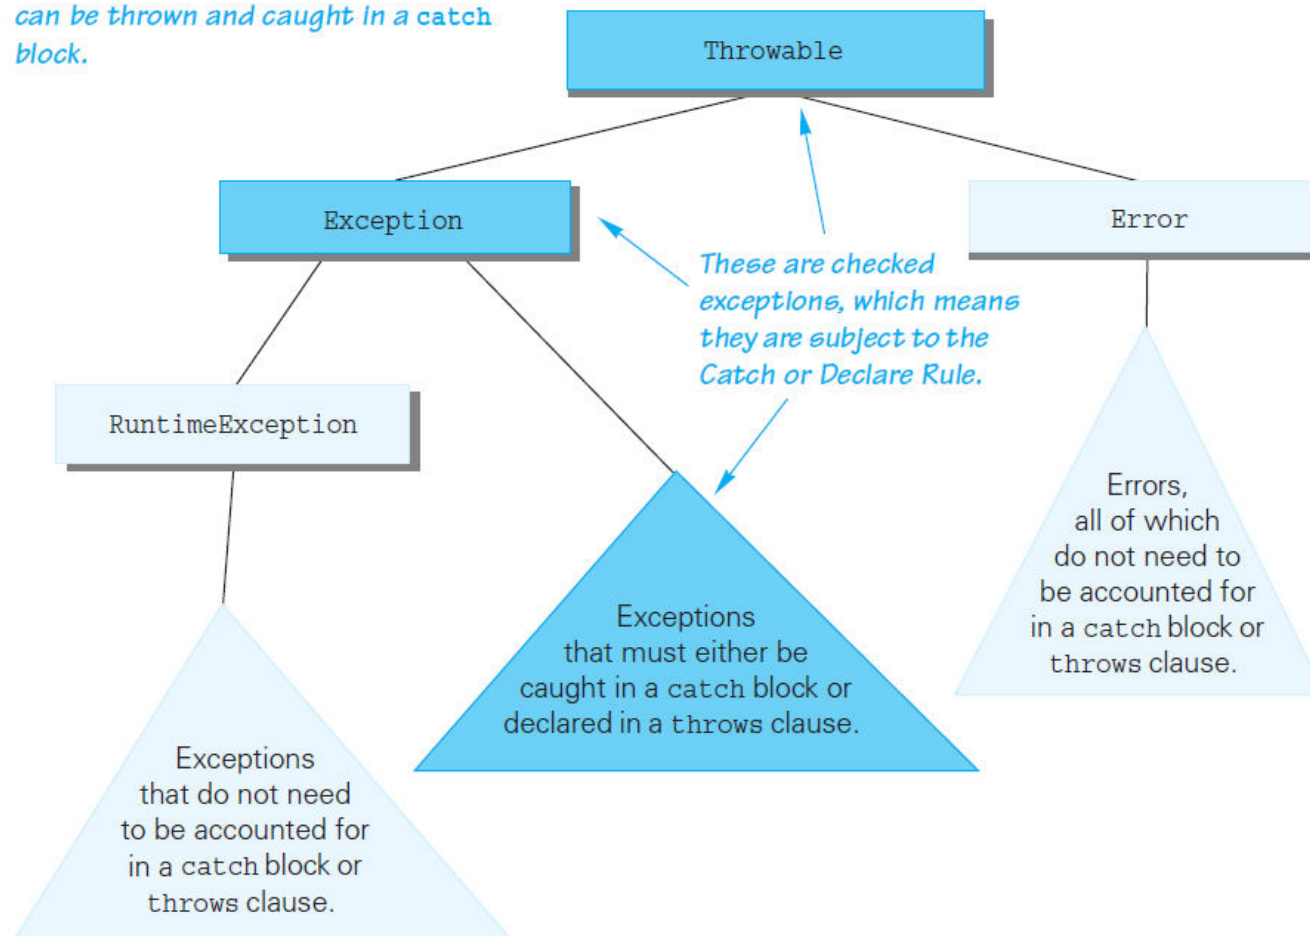 can be thrown and caught in a catch
block.
Throwable
Exception
Error
These are checked
exceptions, which means
they are subject to the
Catch or Declare Rule.
RuntimeException
Errors,
all of which
do not need to
be accounted for
in a catch block or
throws clause.
Exceptions
that must either be
caught in a catch block or
declared in a throws clause.
Exceptions
that do not need
to be accounted for
in a catch block or
throws clause.